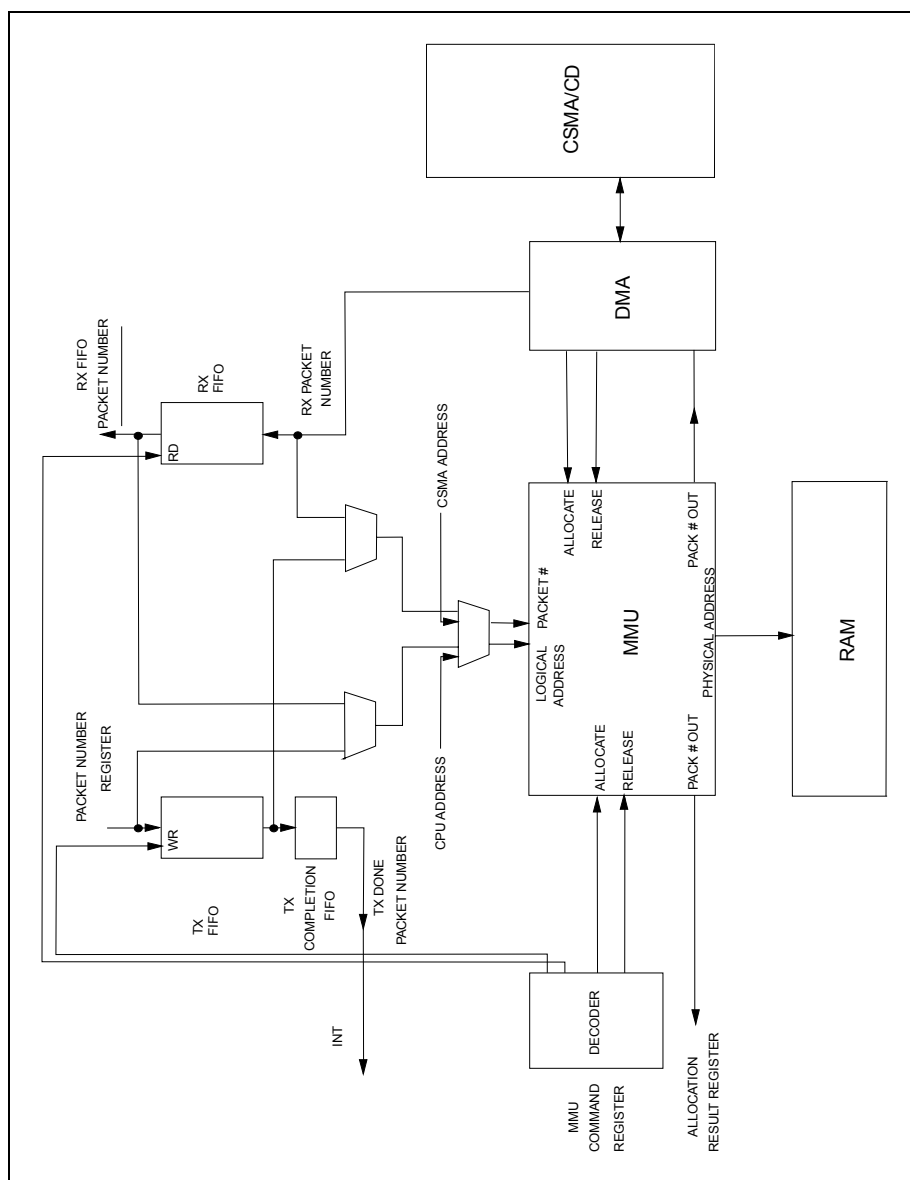 PACKET NUMBER
REGISTER
RX FIFO
PACKET NUMBER
TX
FIFO
WR
RX
FIFO
RD
TX
COMPLETION
FIFO
RX PACKET
NUMBER
TX DONE
PACKET NUMBER
INT
CPU ADDRESS
CSMA ADDRESS
CSMA/CD
DMA
LOGICAL
ADDRESS
PACKET #
ALLOCATE
RELEASE
ALLOCATE
RELEASE
MMU
DECODER
MMU
COMMAND
REGISTER
PACK # OUT
PHYSICAL ADDRESS
PACK # OUT
ALLOCATION
RESULT REGISTER
RAM